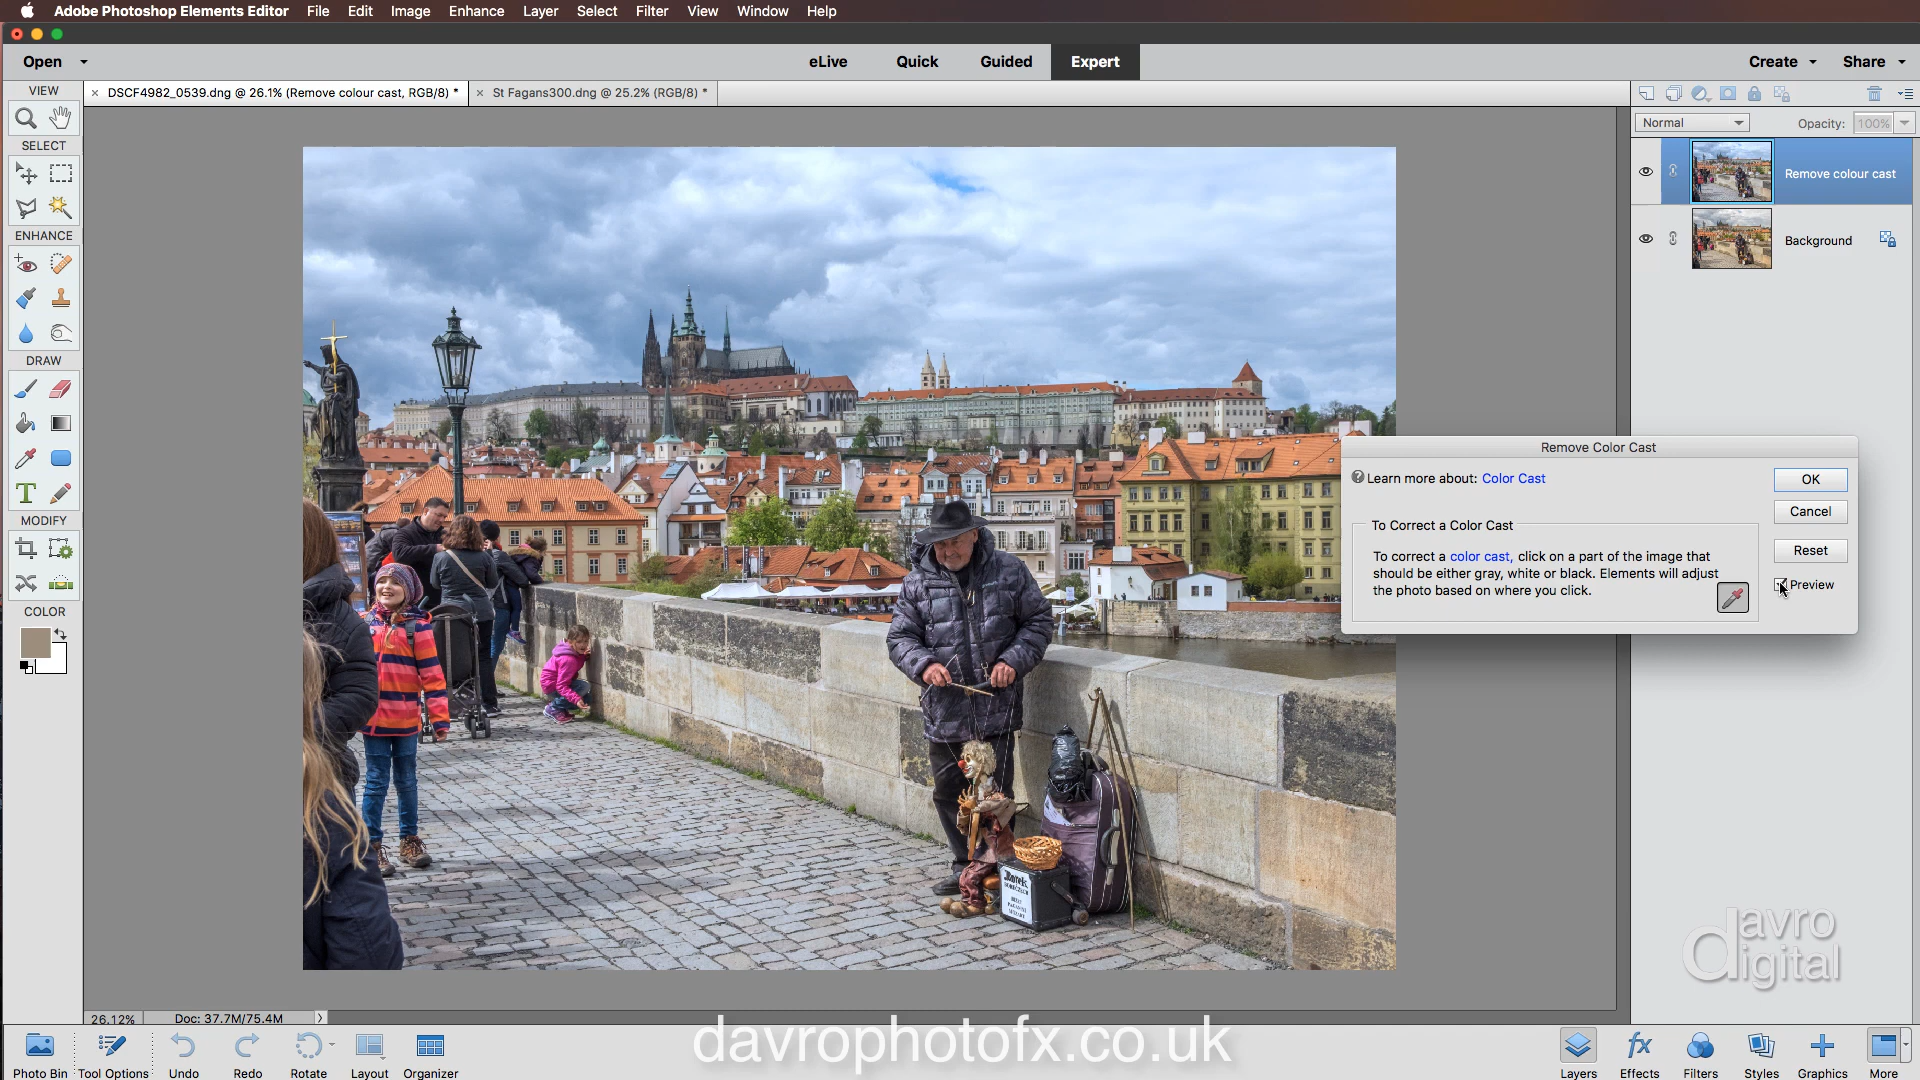 Adobe Photoshop Elements Editor File Edit Image Enhance Layer Select Filter View Window Help
Open eLive Quick Guided Expert Create Share
VIEW
× DSCF4982_0539.dng @ 26.1% (Remove colour cast, RGB/8) * × St Fagans300.dng @ 25.2% (RGB/8) *
Normal Opacity: 100%
SELECT
Remove colour cast
ENHANCE
Background
DRAW
Remove Color Cast
Learn more about: Color Cast
OK
Cancel
To Correct a Color Cast
To correct a color cast, click on a part of the image that
should be either gray, white or black. Elements will adjust
the photo based on where you click.
Reset
Preview
T
MODIFY
COLOR
davro
digital
26.12% Doc: 37.7M/75.4M
davrophotofx.co.uk
Photo Bin Tool Options Undo Redo Rotate Layout Organizer
fx
Layers Effects Filters Styles Graphics More